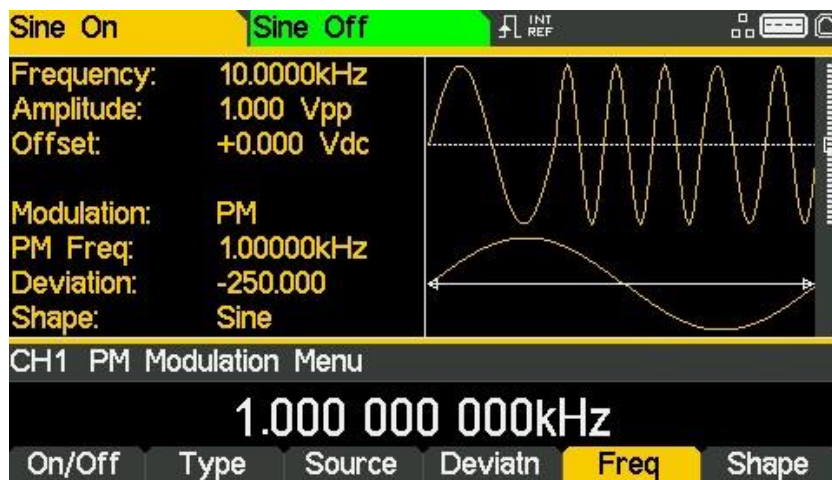 Sine On
Sine Off
INT
REF
Frequency: 10.0000kHz
Amplitude: 1.000 Vpp
Offset: +0.000 Vdc
Modulation: PM
PM Freq: 1.00000kHz
Deviation: -250.000
Shape: Sine
CH1 PM Modulation Menu
1.000 000 000kHz
On/Off Type Source Deviatn Freq Shape